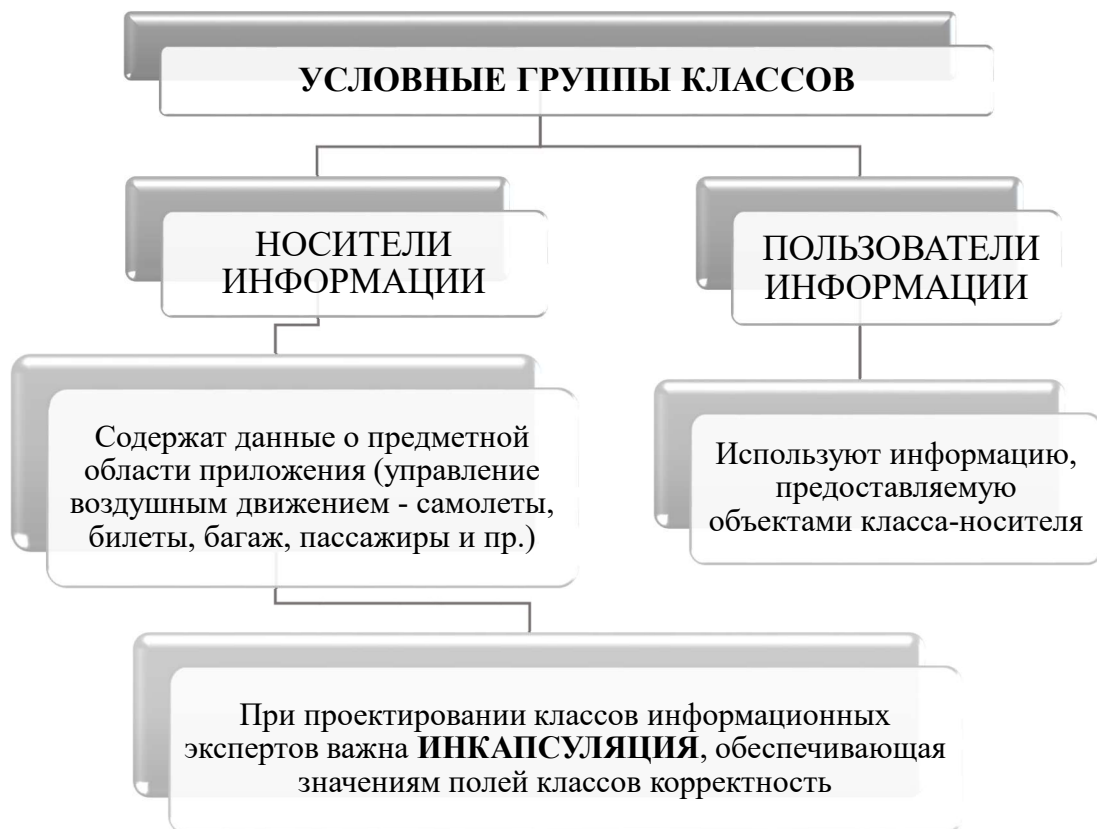 УСЛОВНЫЕ ГРУППЫ КЛАССОВ
НОСИТЕЛИ
ИНФОРМАЦИИ
ПОЛЬЗОВАТЕЛИ
ИНФОРМАЦИИ
Содержат данные о предметной
области приложения (управление
воздушным движением - самолеты,
билеты, багаж, пассажиры и пр.)
Используют информацию,
предоставляемую
объектами класса-носителя
При проектировании классов информационных
экспертов важна ИНКАПСУЛЯЦИЯ, обеспечивающая
значениям полей классов корректность